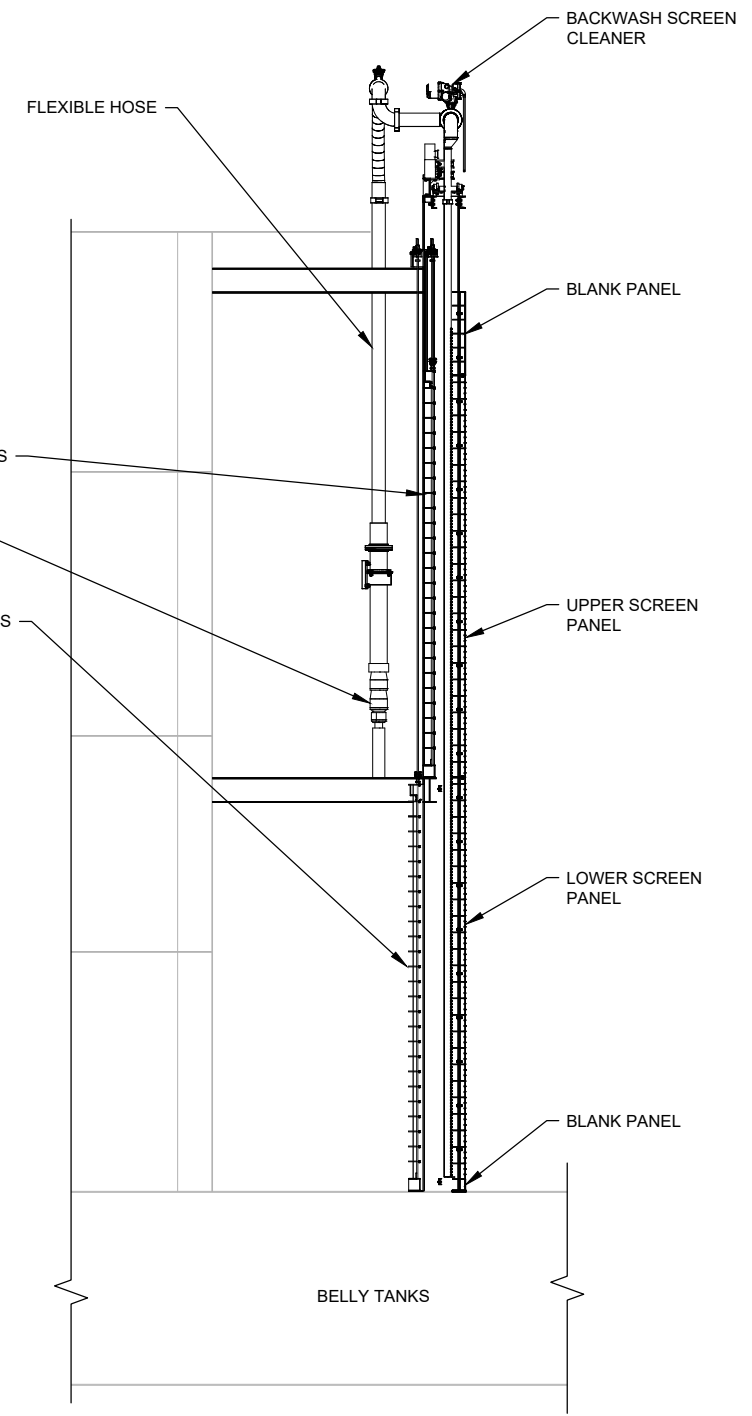 BACKWASH SCREEN
CLEANER
FLEXIBLE HOSE
BLANK PANEL
S
UPPER SCREEN
PANEL
S
LOWER SCREEN
PANEL
BLANK PANEL
BELLY TANKS